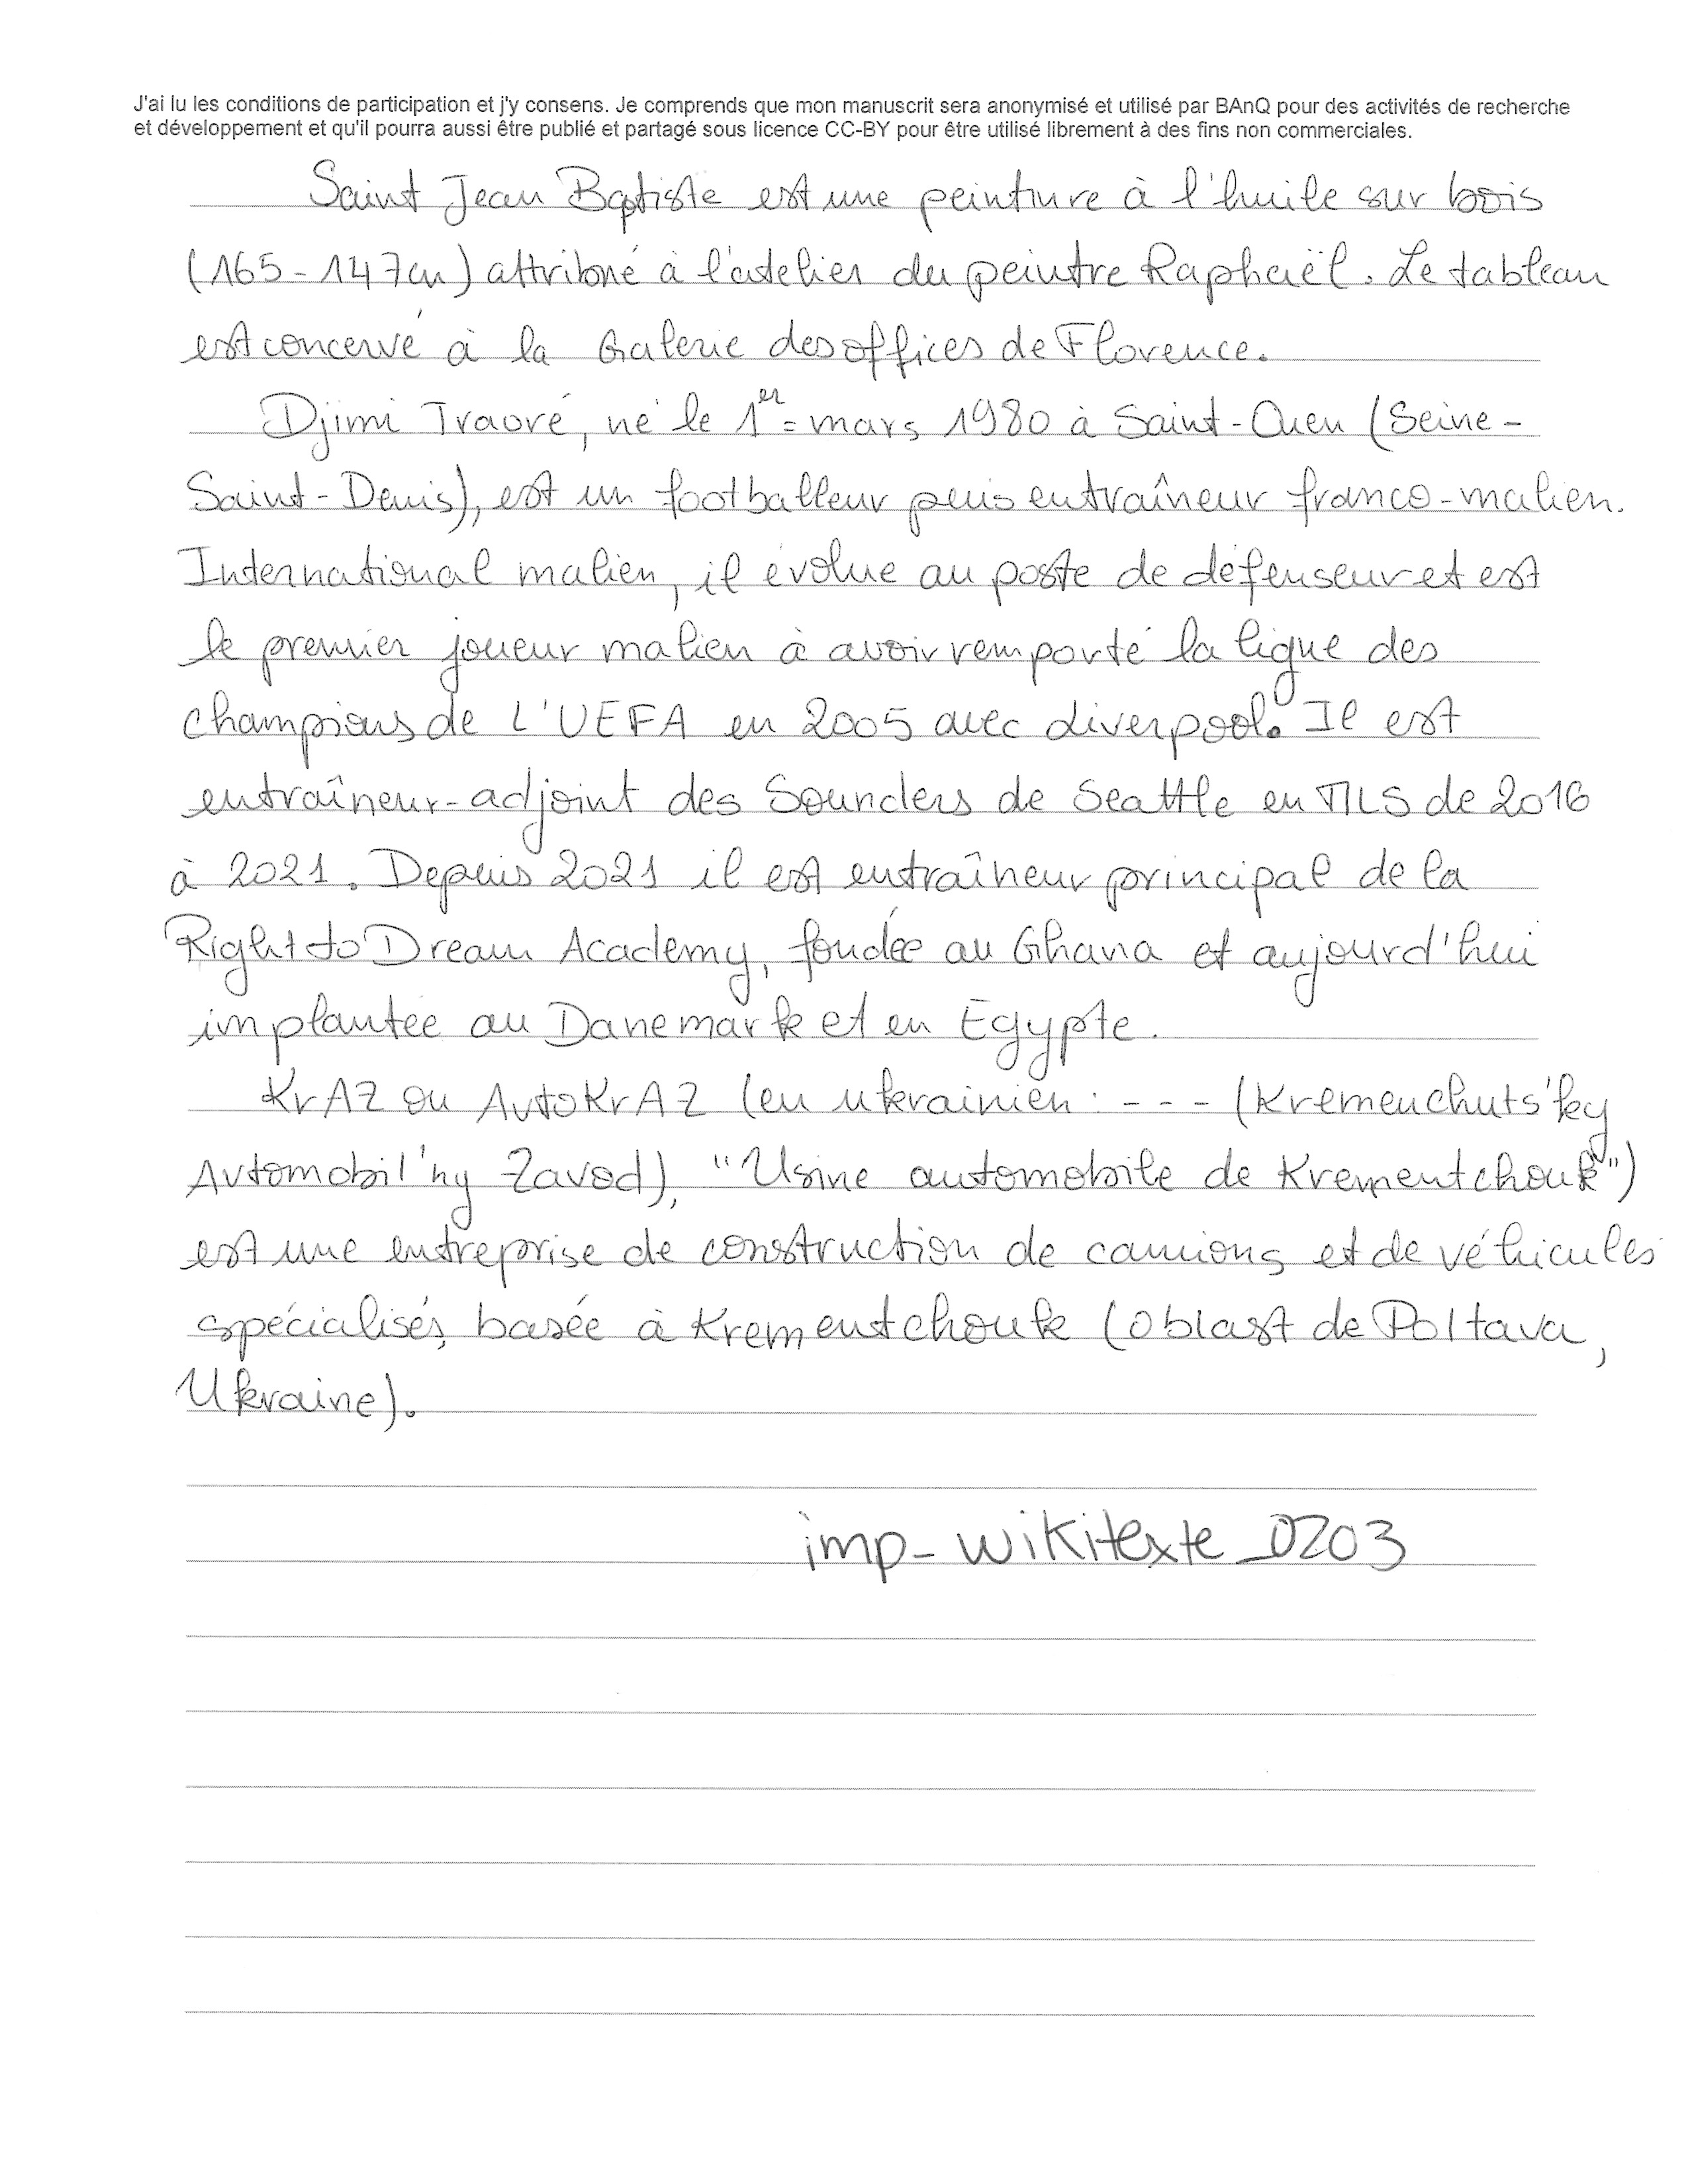 J'ai lu les conditions de participation et j'y consens. Je comprends que mon manuscrit sera anonymisé et utilisé par BAnQ pour des activités de recherche
et développement et qu'il pourra aussi être publié et partagé sous licence CC-BY pour être utilisé librement à des fins non commerciales.
Saint Jean Baptiste est une peinture à l'huile sur bois
(165-147cm) attribué à l'atelier du peintre Raphaël. Le tableau
est concervé à la Galerie des offices de Florence.
Djimi Traoré, né le 1er mars 1980 à Saint-Ouen (Seine-
Saint-Denis), est un footballeur puis entraîneur franco-malien.
International malien, il évolue au poste de défenseur et est
le premier joueur malien à avoir remporté la ligue des
champions de L'UEFA en 2005 avec Liverpool. Il est
entraîneur-adjoint des Sounders de Seattle en MLS de 2016
à 2021. Depuis 2021 il est entraîneur principal de la
Right to Dream Academy, fondée au Ghana et aujourd'hui
implantée au Danemark et en Egypte.
KrAZ ou AvtoKrAZ (en ukrainien : --- (Kremenchuts'ky
Avtomobil'ny Zavod), "Usine automobile de Krementchouk")
est une entreprise de construction de camions et de véhicules
spécialisés, basée à Krementchouk (oblast de Poltava,
Ukraine).
imp-wikitexte_0203